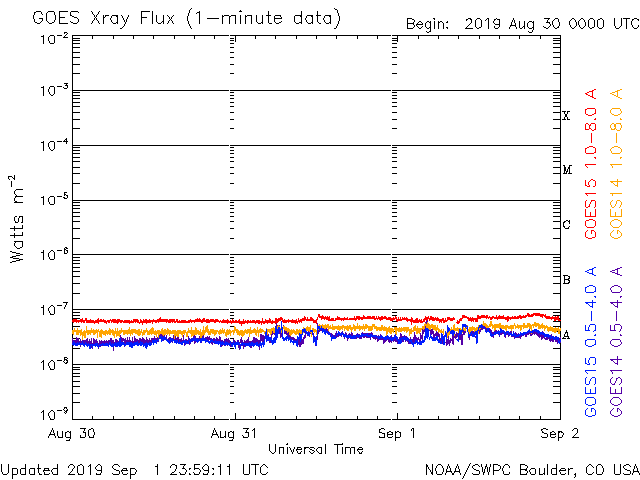 GOES Xray Flux (1-minute data)
Begin: 2019 Aug 30 0000 UTC
10⁻²
10⁻³
10⁻⁴
10⁻⁵
10⁻⁶
10⁻⁷
10⁻⁸
10⁻⁹
Watts m⁻²
X
M
C
B
A
GOES15 1.0-8.0 A
GOES14 1.0-8.0 A
GOES15 0.5-4.0 A
GOES14 0.5-4.0 A
Aug 30 Aug 31 Sep 1 Sep 2
Universal Time
Updated 2019 Sep 1 23:59:11 UTC
NOAA/SWPC Boulder, CO USA